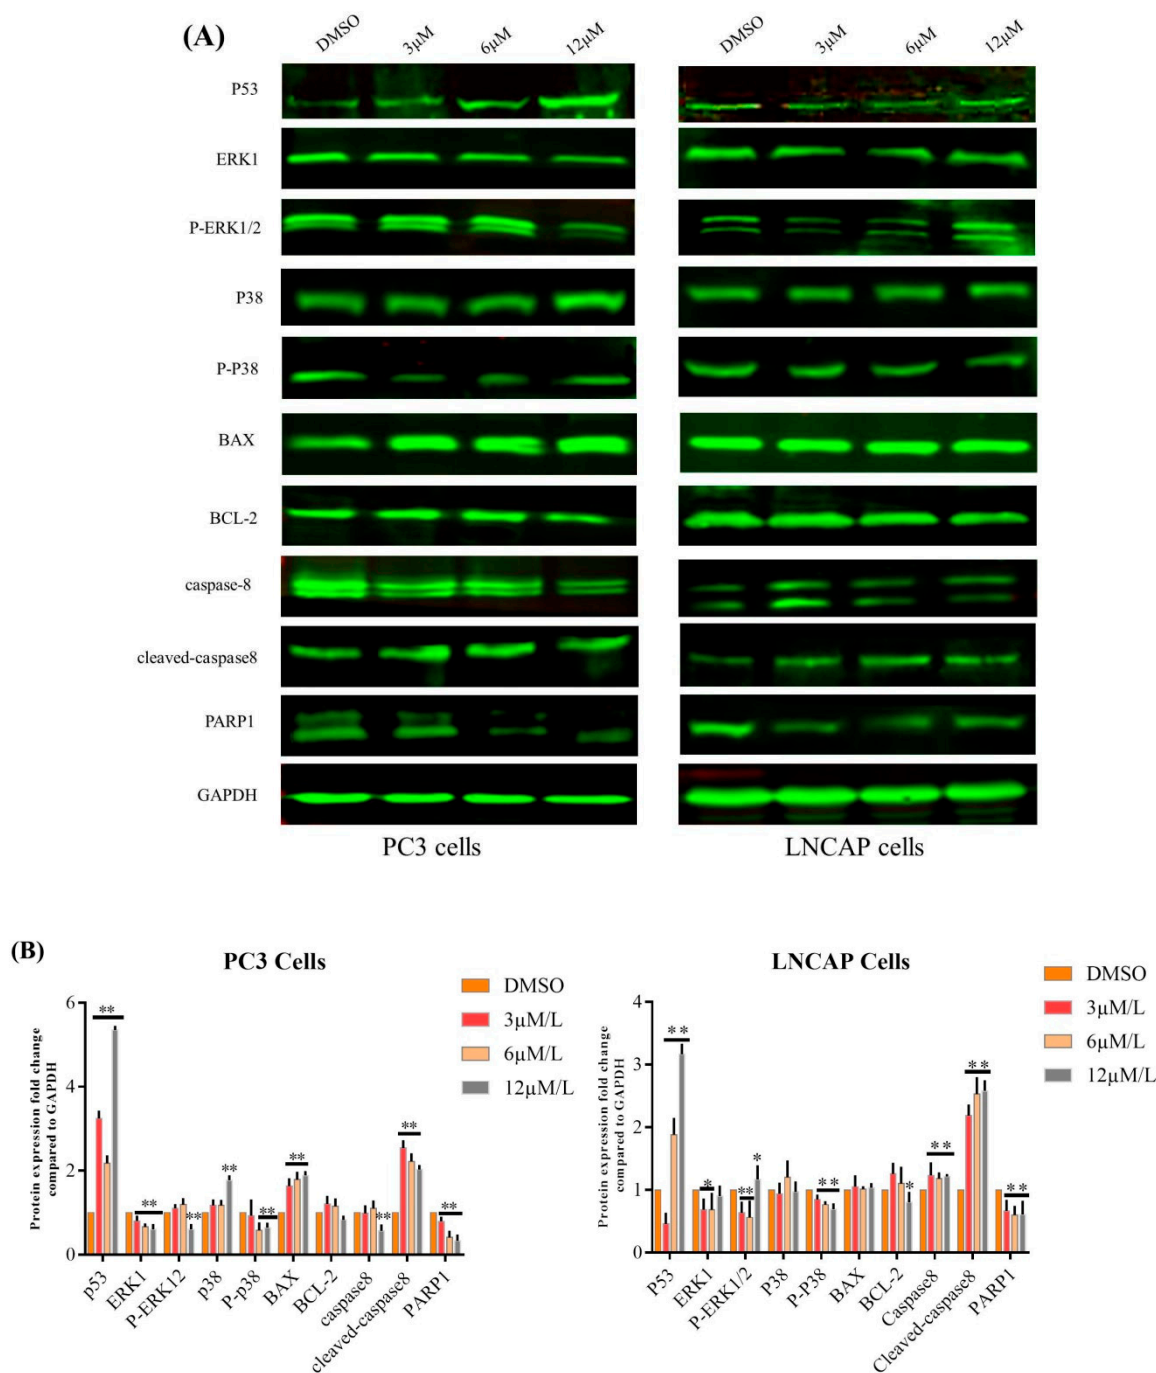 (A)
DMSO 3µM 6µM 12µM DMSO 3µM 6µM 12µM
P53
ERK1
P-ERK1/2
P38
P-P38
BAX
BCL-2
caspase-8
cleaved-caspase8
PARP1
GAPDH
PC3 cells LNCAP cells
(B)
PC3 Cells
DMSO
3µM/L
6µM/L
12µM/L
Protein expression fold change
compared to GAPDH
6
4
2
0
** ** ** ** ** ** ** ** **
p53 ERK1 P-ERK12 p38 P-p38 BAX BCL-2 caspase8 cleaved-caspase8 PARP1
LNCAP Cells
DMSO
3µM/L
6µM/L
12µM/L
Protein expression fold change
compared to GAPDH
4
3
2
1
0
** * ** * ** * ** ** **
P53 ERK1 P-ERK1/2 P38 P-P38 BAX BCL-2 Caspase8 Cleaved-caspase8 PARP1